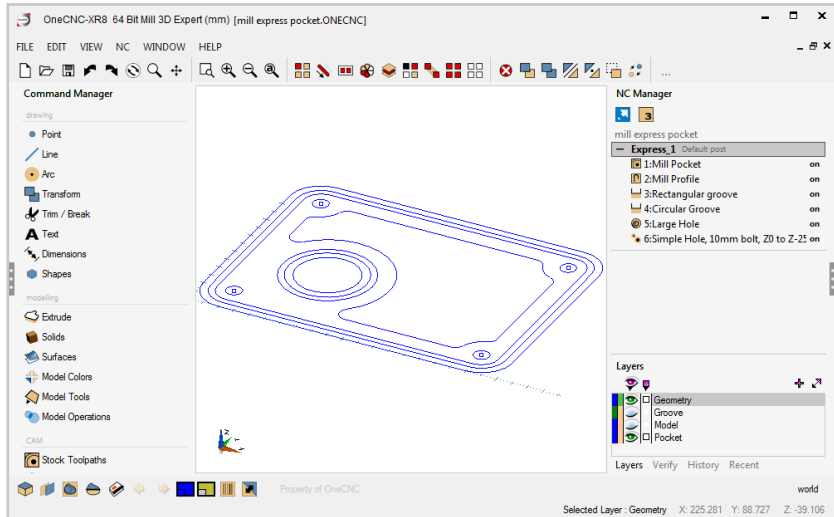 OneCNC-XR8 64 Bit Mill 3D Expert (mm) [mill express pocket.ONECNC]
FILE EDIT VIEW NC WINDOW HELP
...
Command Manager
drawing
Point
Line
Arc
Transform
Trim / Break
A Text
Dimensions
Shapes
modelling
Extrude
Solids
Surfaces
Model Colors
Model Tools
Model Operations
CAM
Stock Toolpaths
Z
Y
X
NC Manager
3
mill express pocket
Express_1 Default post
1:Mill Pocket on
2:Mill Profile on
3:Rectangular groove on
4:Circular Groove on
5:Large Hole on
6:Simple Hole, 10mm bolt, Z0 to Z-25 on
Layers
Geometry
Groove
Model
Pocket
Layers Verify History Recent
Property of OneCNC
world
Selected Layer : Geometry X: 225.281 Y: 88.727 Z: -39.106